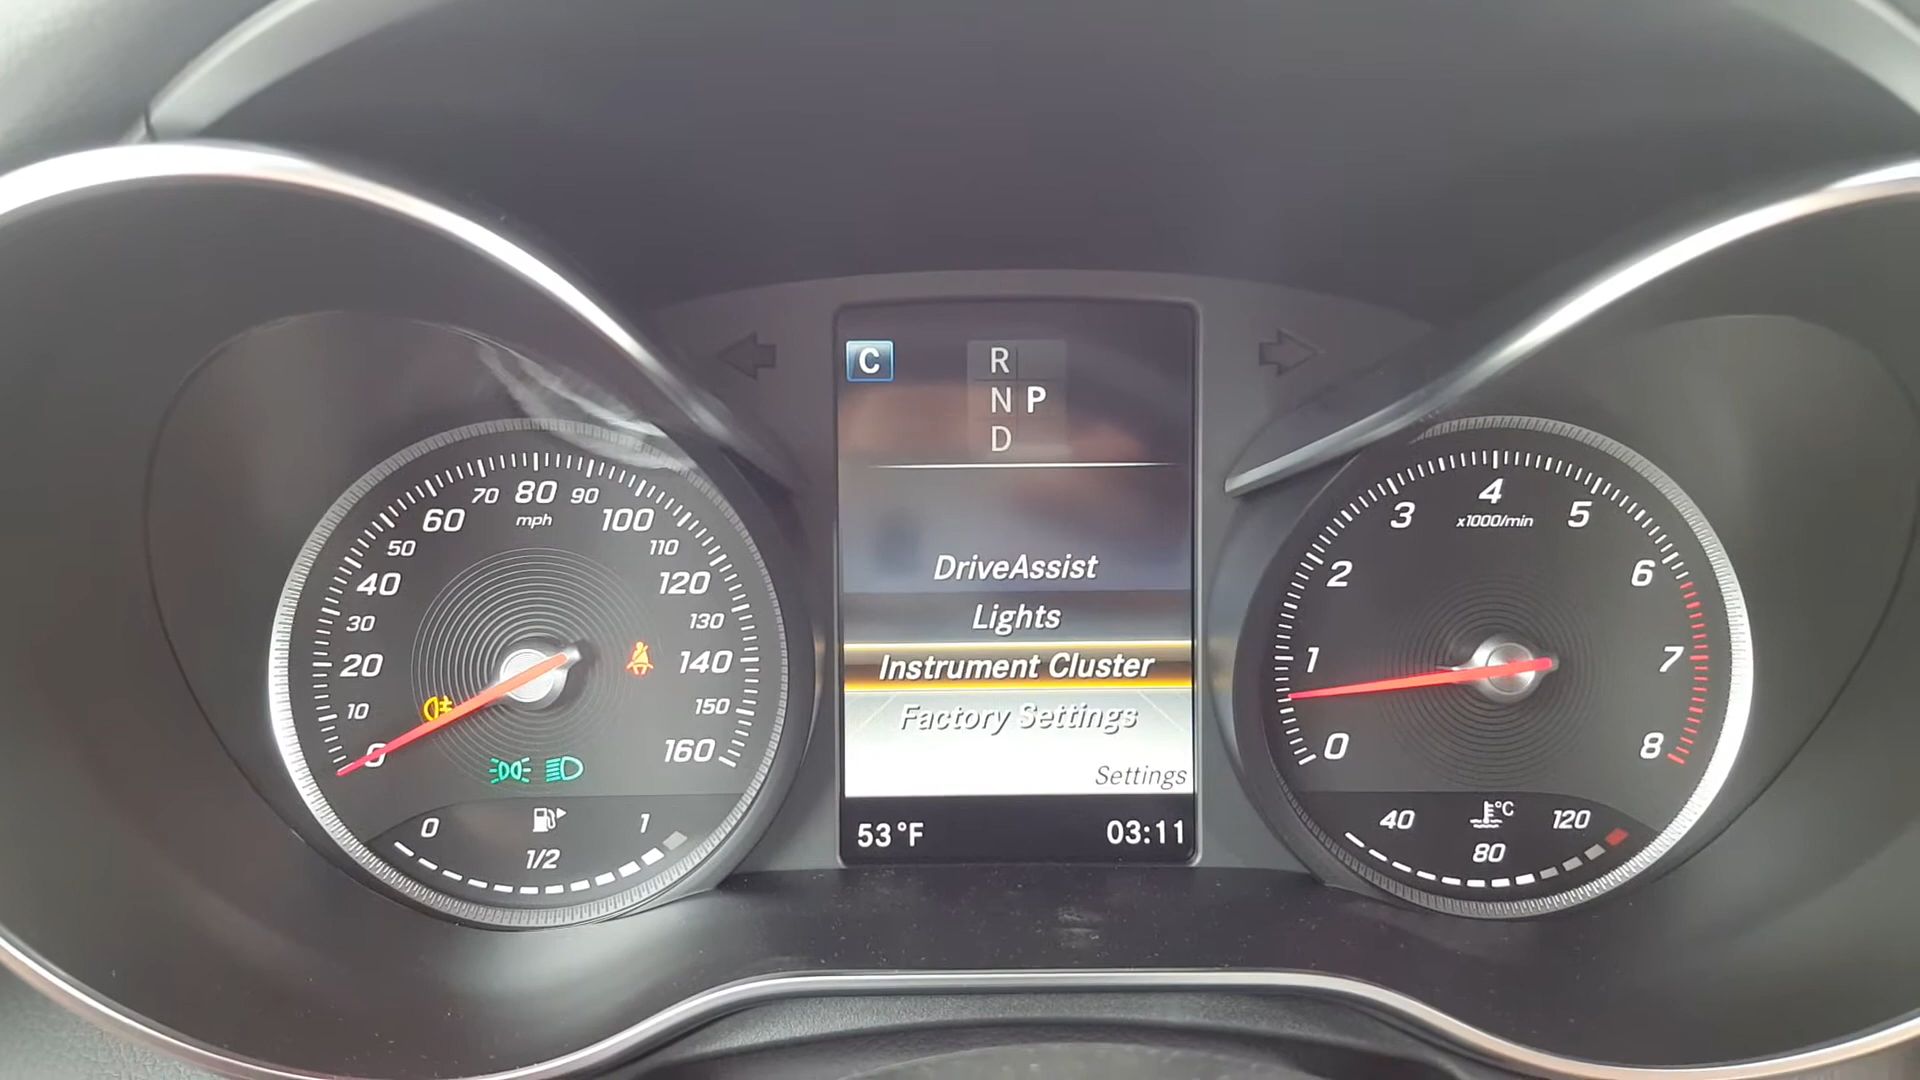 C
R
N P
D
DriveAssist
Lights
Instrument Cluster
Factory Settings
Settings
53°F 03:11
0
10
20
30
40
50
60
70
80
90
100
110
120
130
140
150
160
mph
0
1/2
1
0
1
2
3
4
5
6
7
8
x1000/min
40
80
120
°C